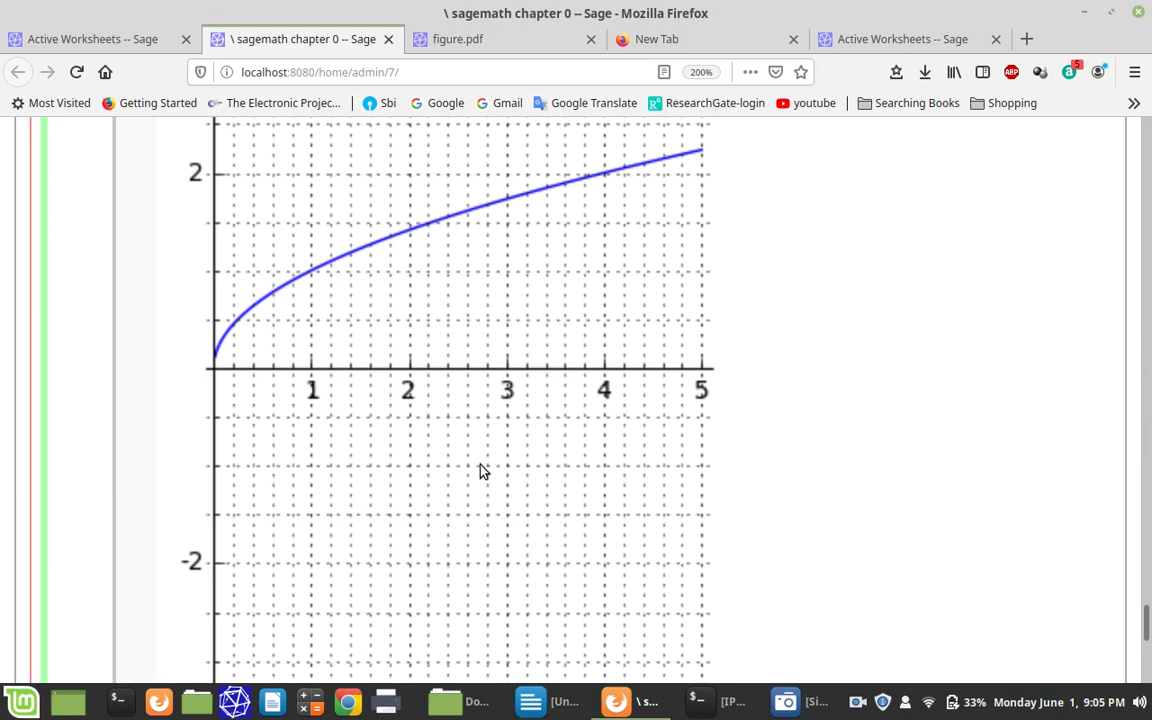 \ sagemath chapter 0 -- Sage - Mozilla Firefox
Active Worksheets -- Sage
\ sagemath chapter 0 -- Sage
figure.pdf
New Tab
Active Worksheets -- Sage
localhost:8080/home/admin/7/
200%
ABP
a
5
Most Visited
Getting Started
The Electronic Projec...
Sbi
Google
Gmail
Google Translate
ResearchGate-login
youtube
Searching Books
Shopping
2
1
2
3
4
5
-2
Do...
[Un...
\ s...
[IP...
[Si...
33%
Monday June 1, 9:05 PM